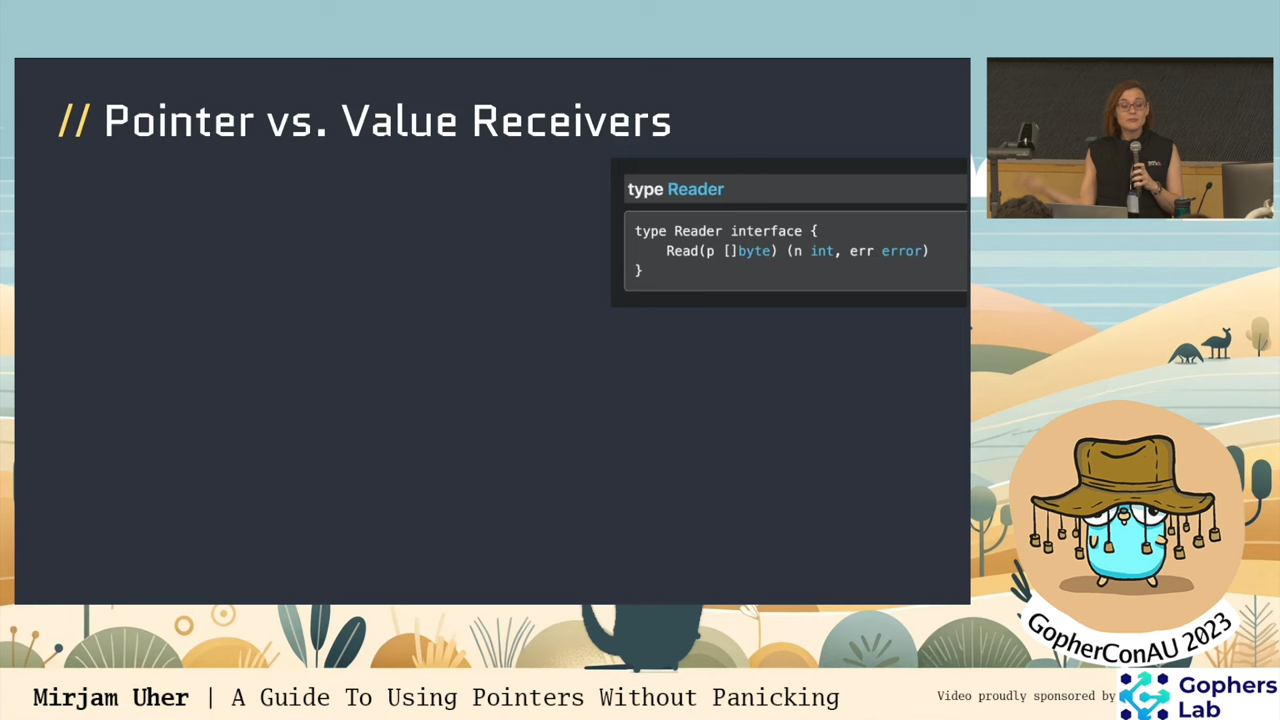 // Pointer vs. Value Receivers
type Reader
type Reader interface {
Read(p []byte) (n int, err error)
}
GopherConAU 2023
Mirjam Uher | A Guide To Using Pointers Without Panicking
Video proudly sponsored by
Gophers
Lab